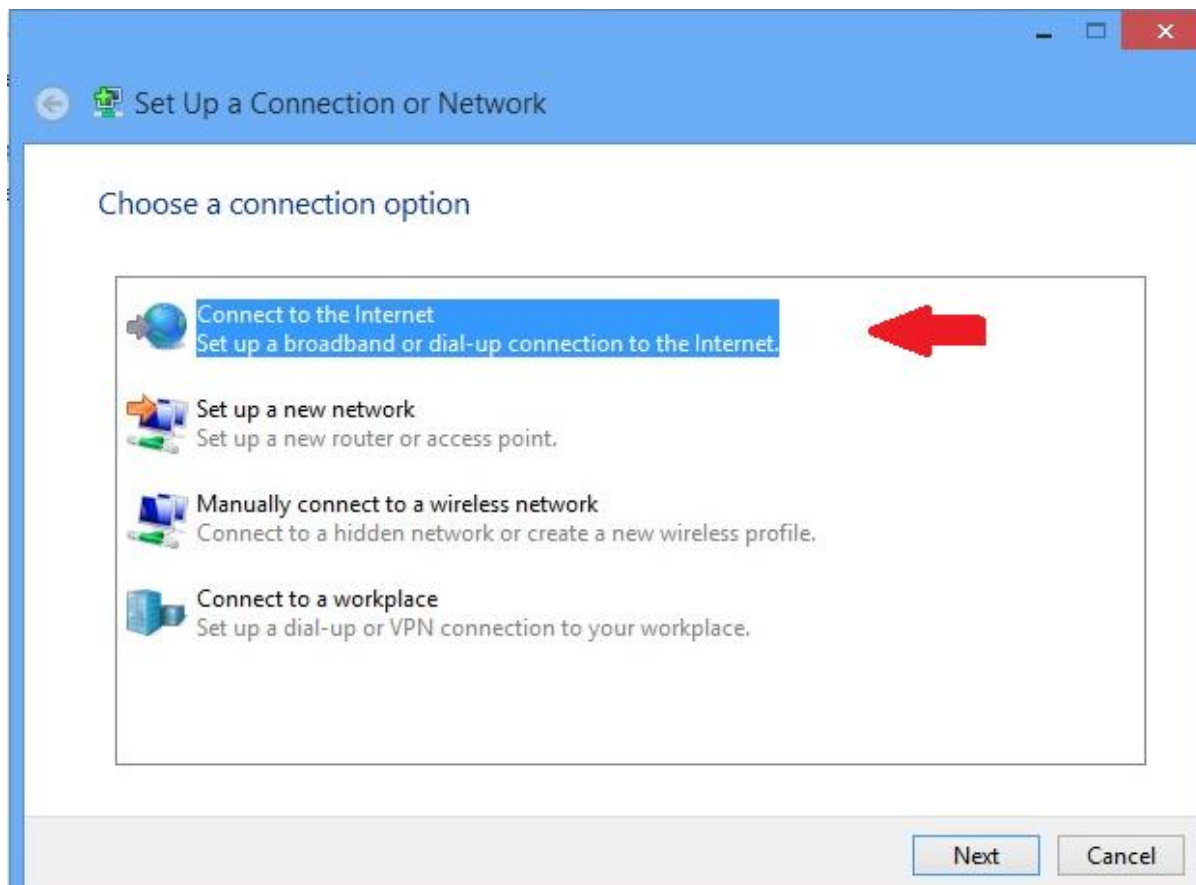 Set Up a Connection or Network
Choose a connection option
Connect to the Internet
Set up a broadband or dial-up connection to the Internet.
Set up a new network
Set up a new router or access point.
Manually connect to a wireless network
Connect to a hidden network or create a new wireless profile.
Connect to a workplace
Set up a dial-up or VPN connection to your workplace.
Next
Cancel